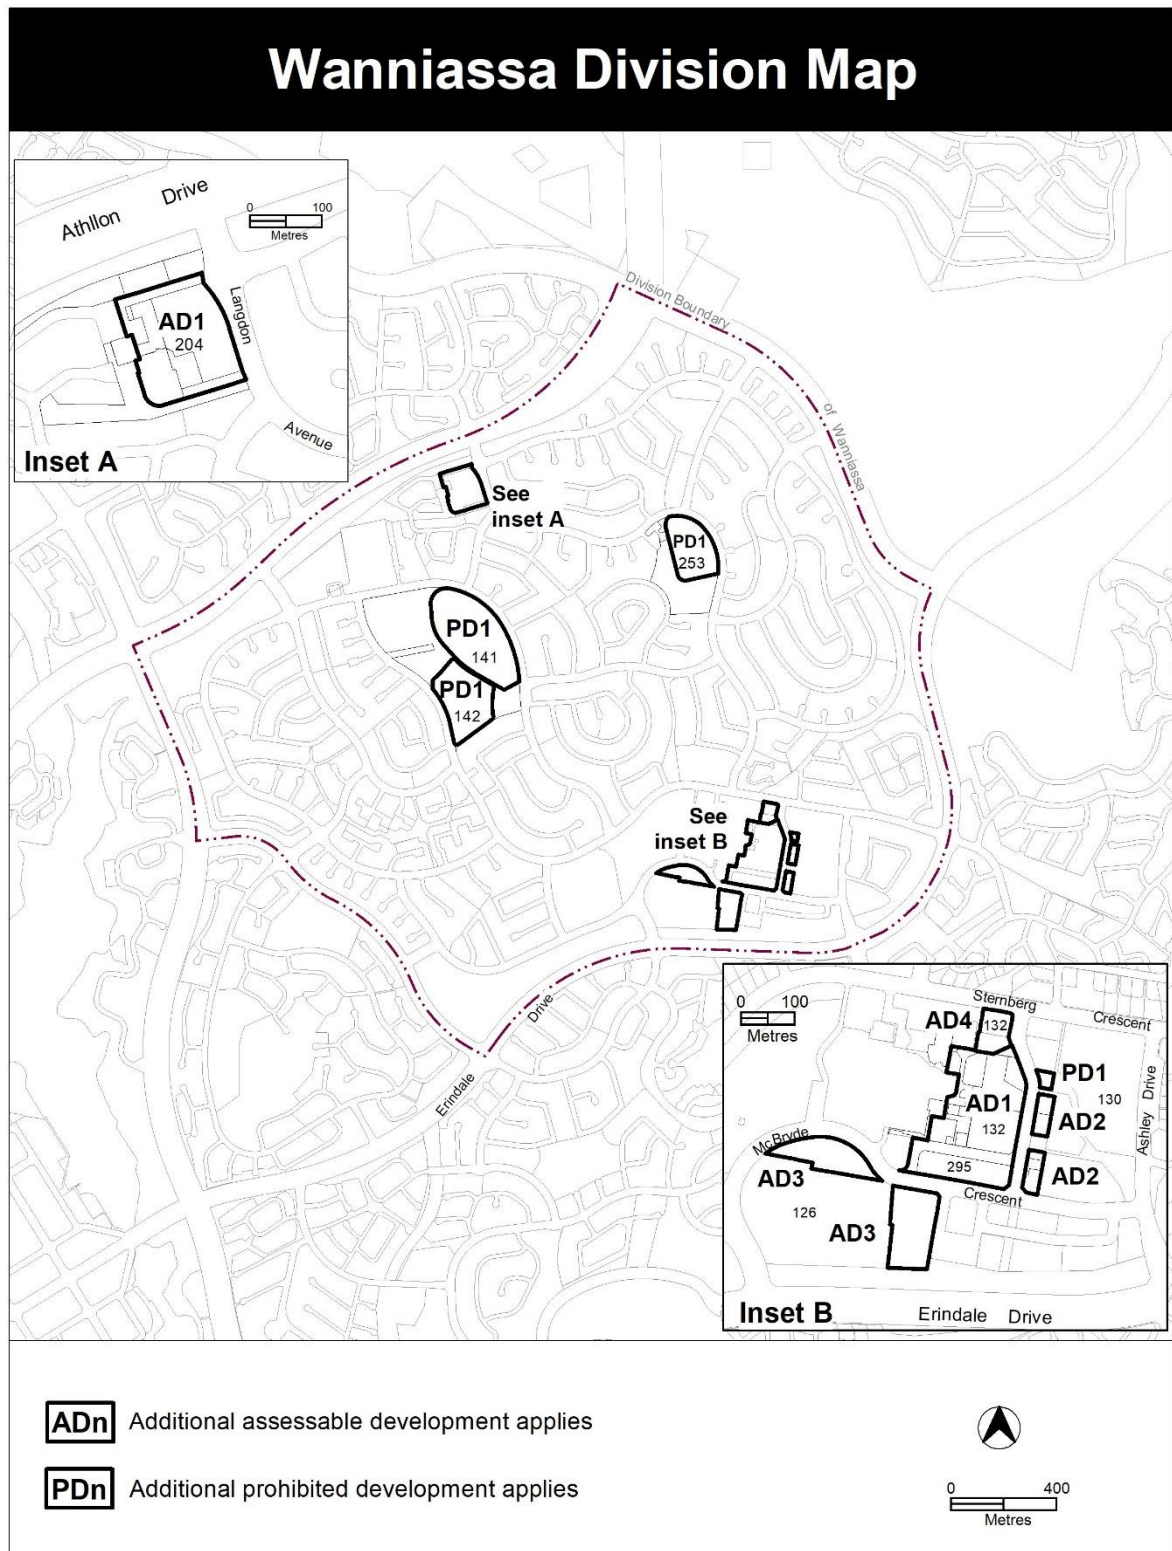 Wanniassa Division Map
Athllon Drive
0 100
Metres
Langdon
AD1
204
Avenue
Inset A
Division Boundary
of Wanniassa
See
inset A
PD1
253
PD1
141
PD1
142
See
inset B
Erindale Drive
0 100
Metres
Sternberg
Crescent
AD4
132
PD1
130
Ashley Drive
AD1
132
AD2
McBryde
295
AD2
AD3
Crescent
126
AD3
Inset B
Erindale Drive
ADn Additional assessable development applies
PDn Additional prohibited development applies
0 400
Metres